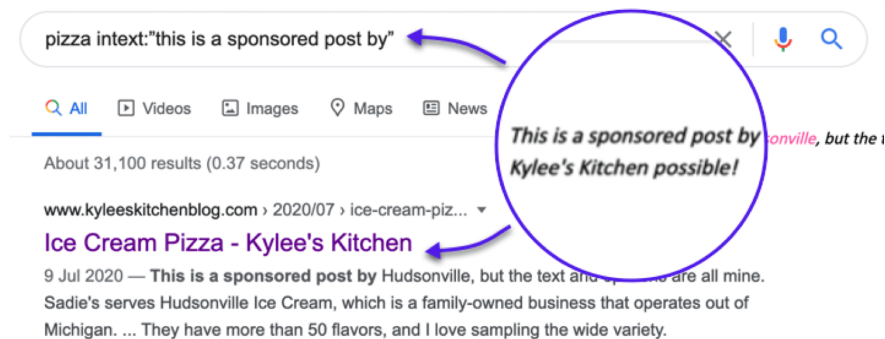 pizza intext:”this is a sponsored post by”
All Videos Images Maps News
This is a sponsored post by onville, but the t
Kylee's Kitchen possible!
About 31,100 results (0.37 seconds)
www.kyleeskitchenblog.com › 2020/07 › ice-cream-piz...
Ice Cream Pizza - Kylee's Kitchen
9 Jul 2020 — This is a sponsored post by Hudsonville, but the text and are all mine.
Sadie's serves Hudsonville Ice Cream, which is a family-owned business that operates out of
Michigan. ... They have more than 50 flavors, and I love sampling the wide variety.